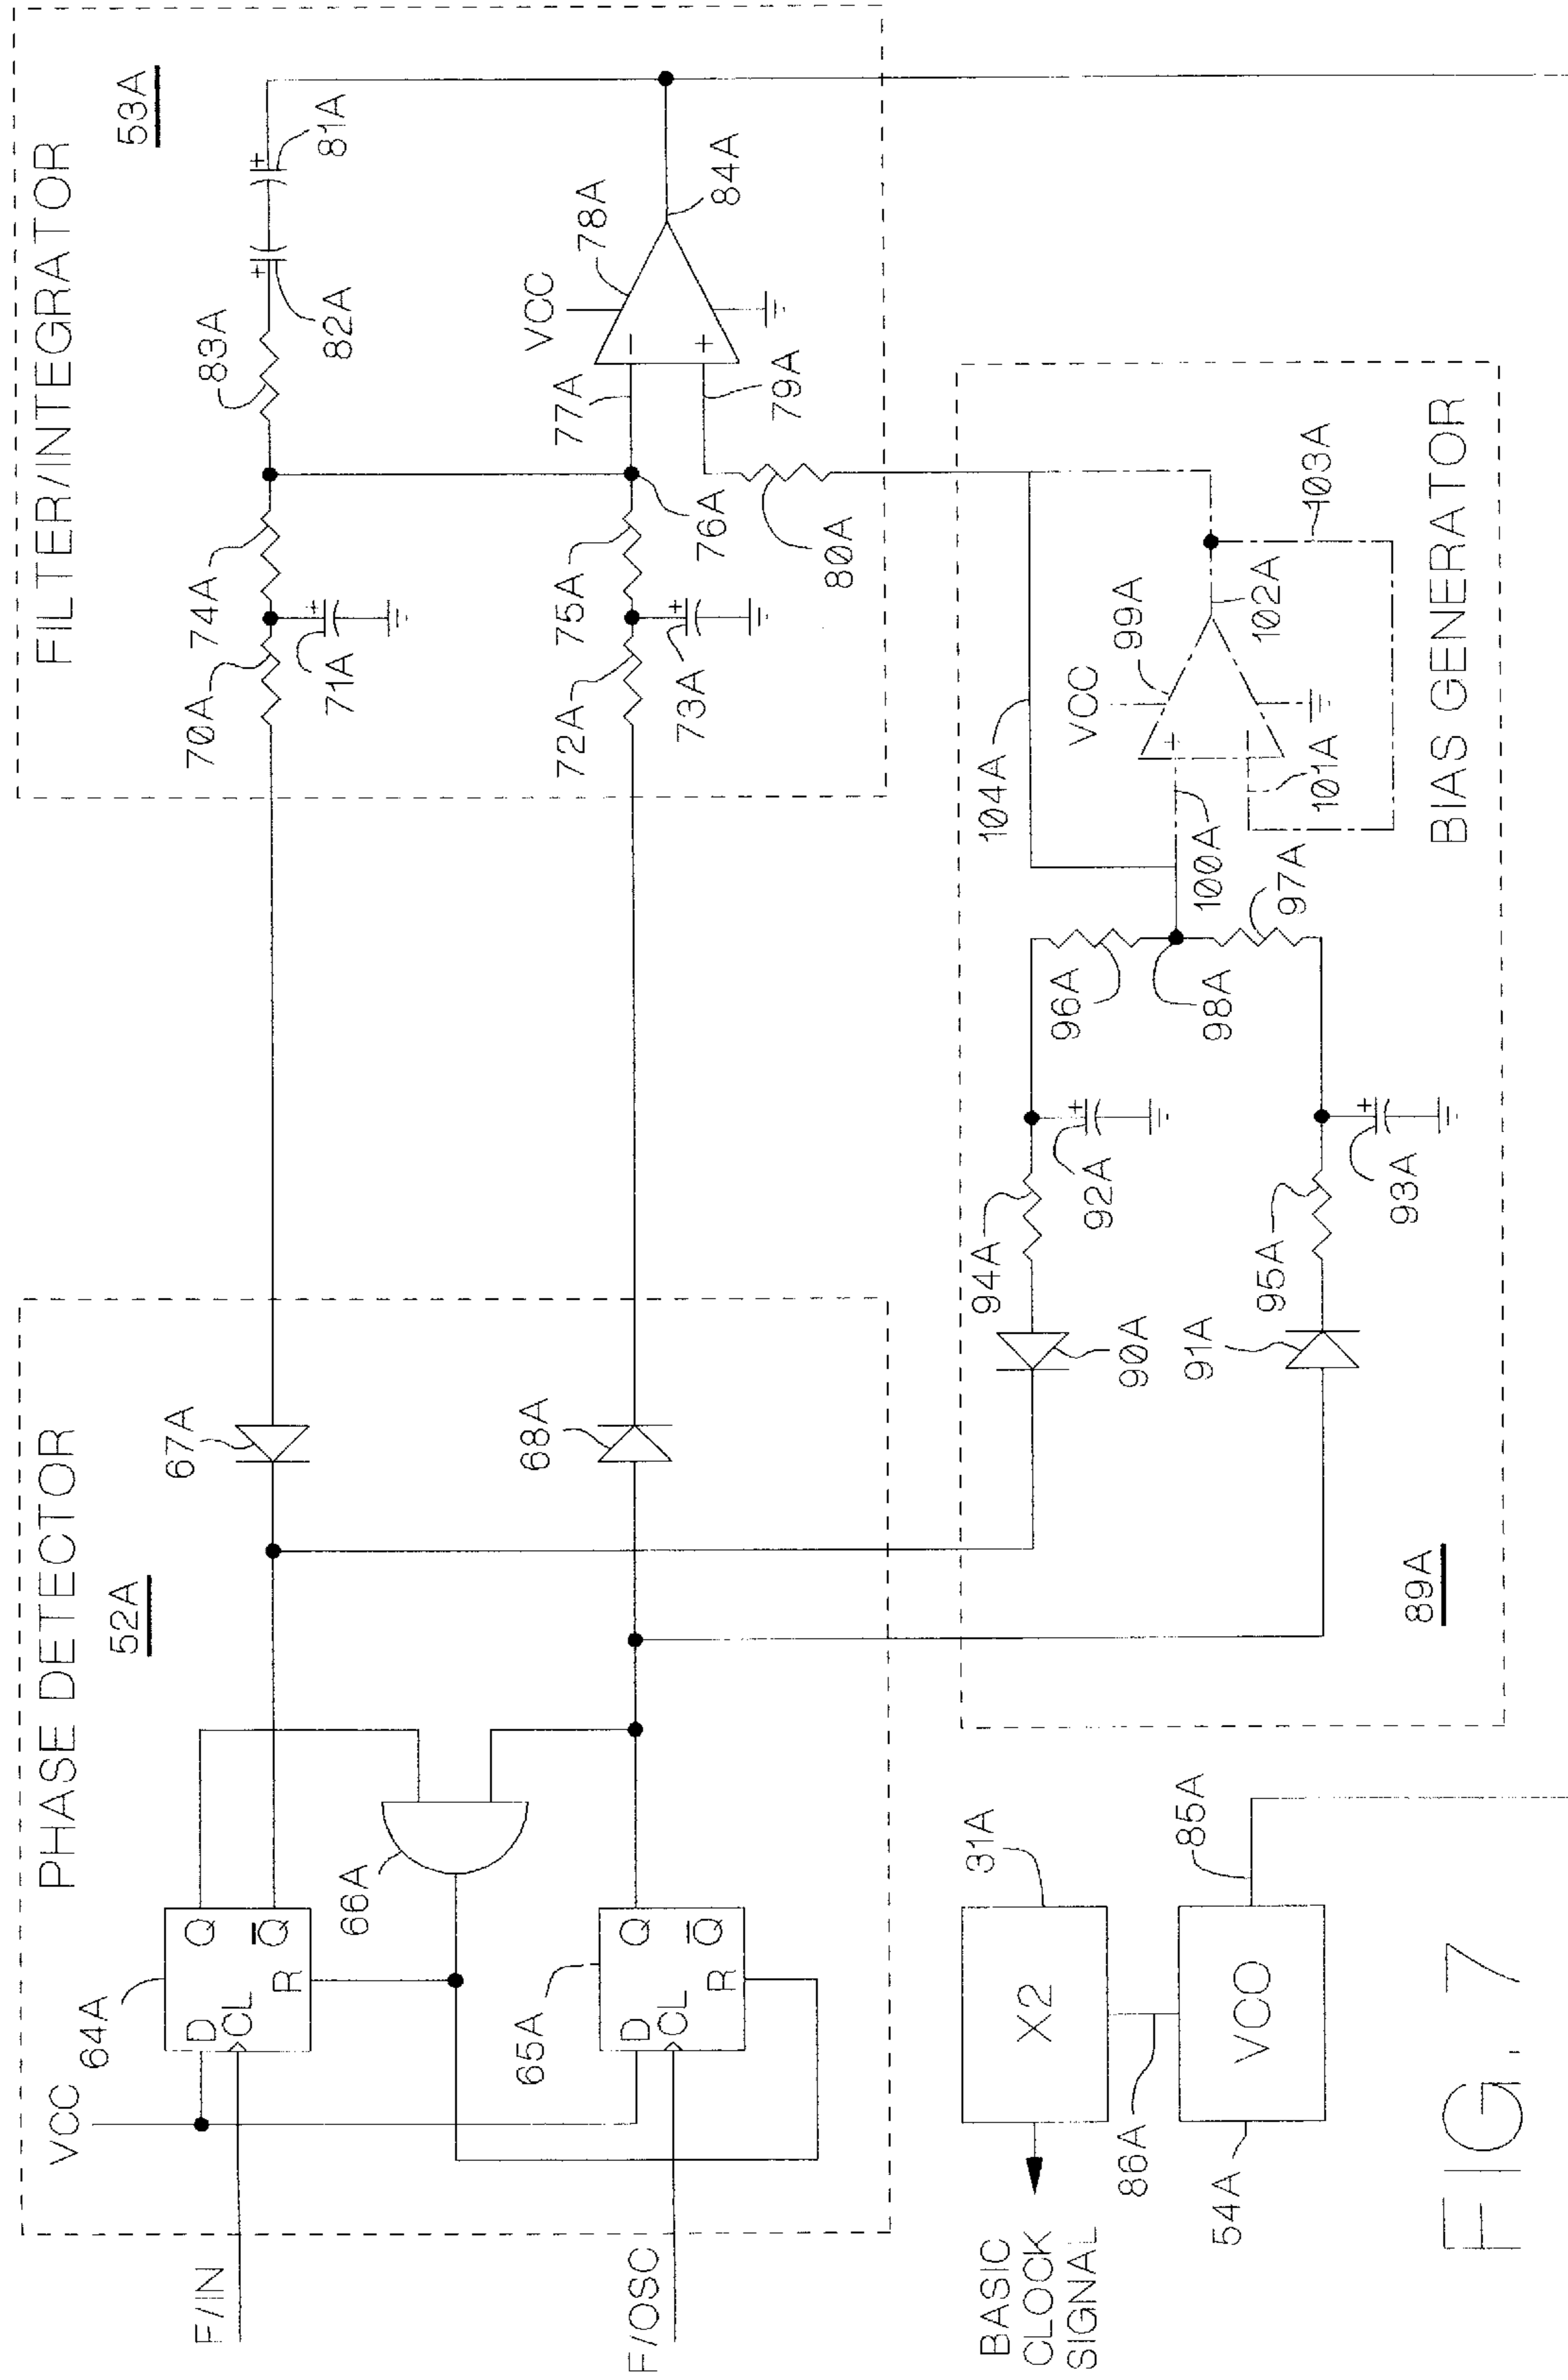 PHASE DETECTOR
52A
VCC
64A
D
CL
Q
Q
R
66A
65A
D
CL
Q
Q
R
F/IN
F/OSC
67A
68A
FILTER/INTEGRATOR
53A
70A
74A
83A
82A
81A
71A
72A
75A
77A
VCC
78A
84A
76A
73A
79A
80A
−
+
+
+
+
+
BASIC
CLOCK
SIGNAL
X2
31A
86A
VCO
54A
85A
94A
90A
92A
91A
95A
93A
96A
98A
97A
104A
100A
VCC
99A
101A
102A
103A
+
−
+
+
89A
BIAS GENERATOR
FIG. 7